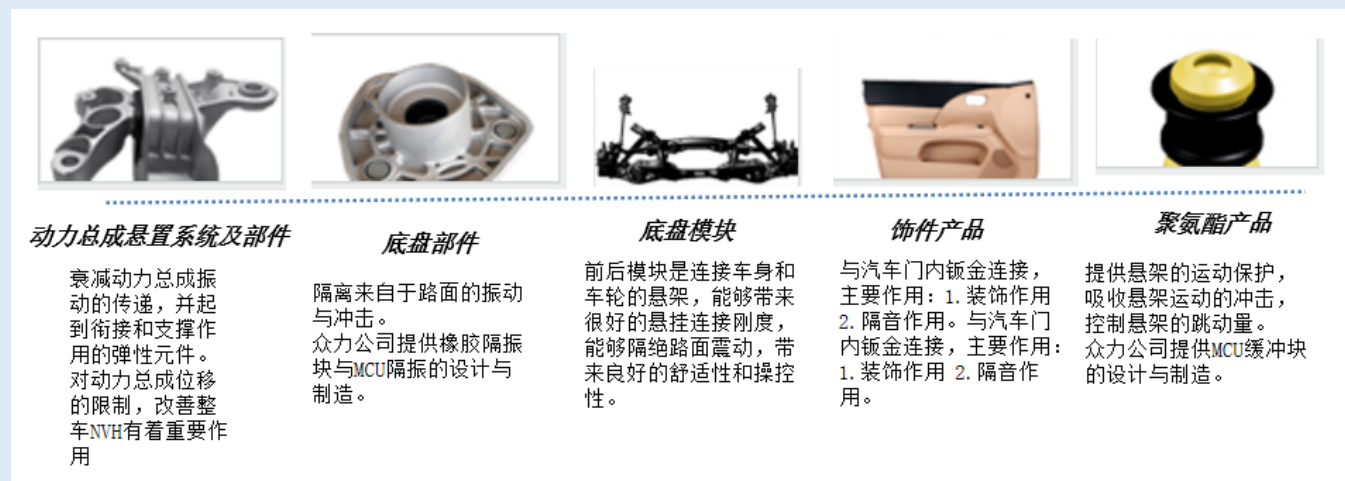 动力总成悬置系统及部件
衰减动力总成振
动的传递，并起
到衔接和支撑作
用的弹性元件。
对动力总成位移
的限制，改善整
车NVH有着重要作
用
底盘部件
隔离来自于路面的振动
与冲击。
众力公司提供橡胶隔振
块与MCU隔振的设计与
制造。
底盘模块
前后模块是连接车身和
车轮的悬架，能够带来
很好的悬挂连接刚度，
能够隔绝路面震动，带
来良好的舒适性和操控
性。
饰件产品
与汽车门内钣金连接，
主要作用：1.装饰作用
2.隔音作用。与汽车门
内钣金连接，主要作用：
1.装饰作用 2.隔音作
用。
聚氨酯产品
提供悬架的运动保护，
吸收悬架运动的冲击，
控制悬架的跳动量。
众力公司提供MCU缓冲块
的设计与制造。